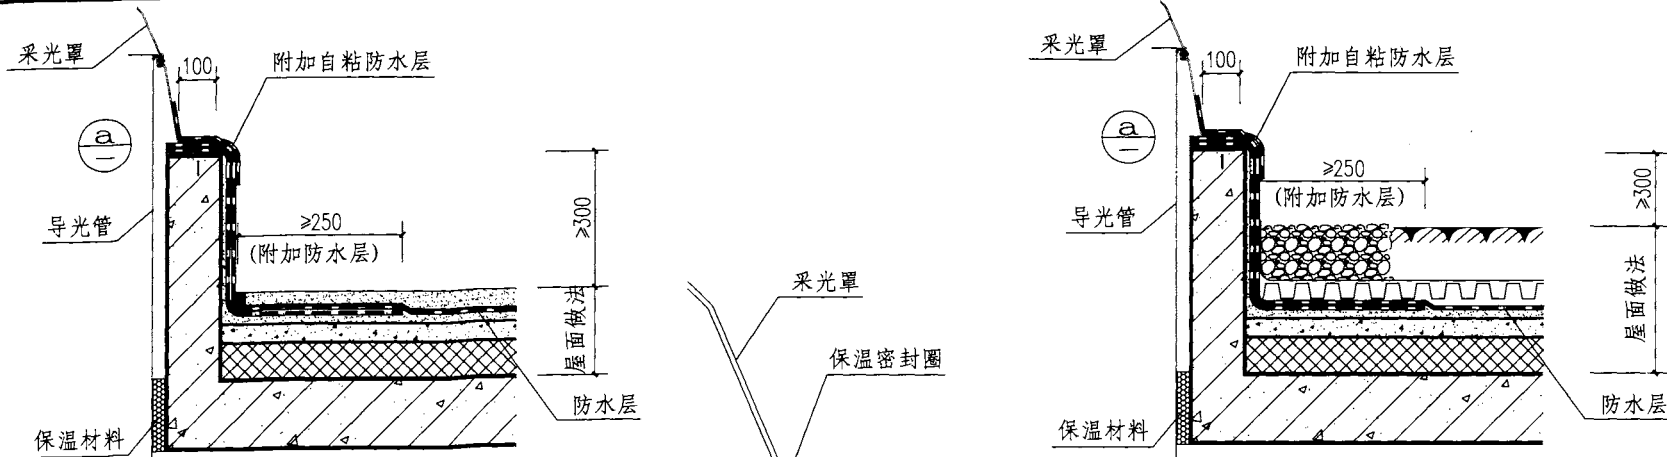 采光罩
100
附加自粘防水层
a
导光管
≥250
(附加防水层)
≥300
屋面做法
防水层
保温材料
采光罩
保温密封圈
采光罩
100
附加自粘防水层
a
导光管
≥250
(附加防水层)
≥300
屋面做法
防水层
保温材料